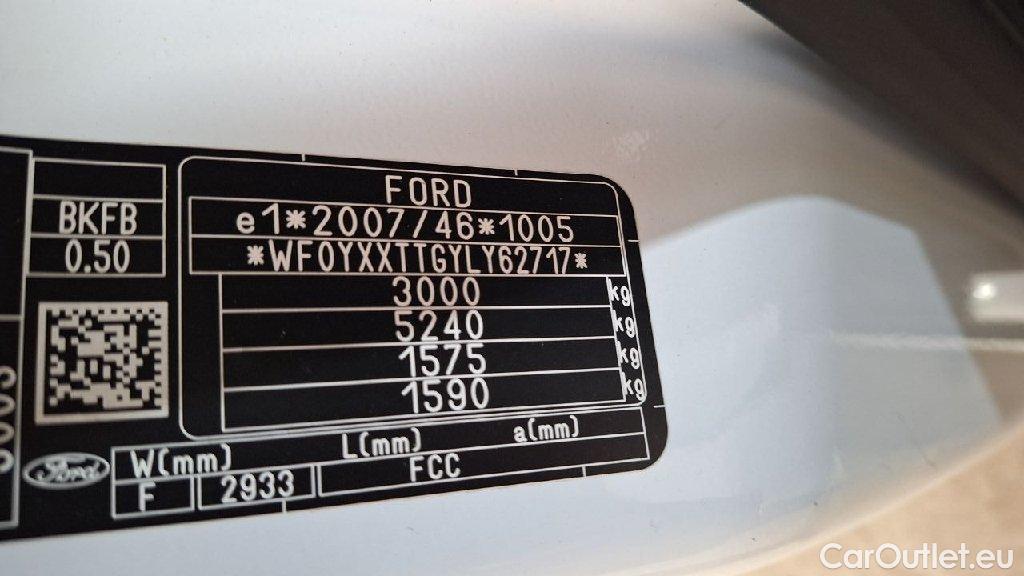 BKFB
0.50
FORD
e1*2007/46*1005
*WF0YXXTTGYLY62717*
3000 kg
5240 kg
1575 kg
1590 kg
Ford
W(mm) L(mm) a(mm)
F 2933 FCC
CarOutlet.eu